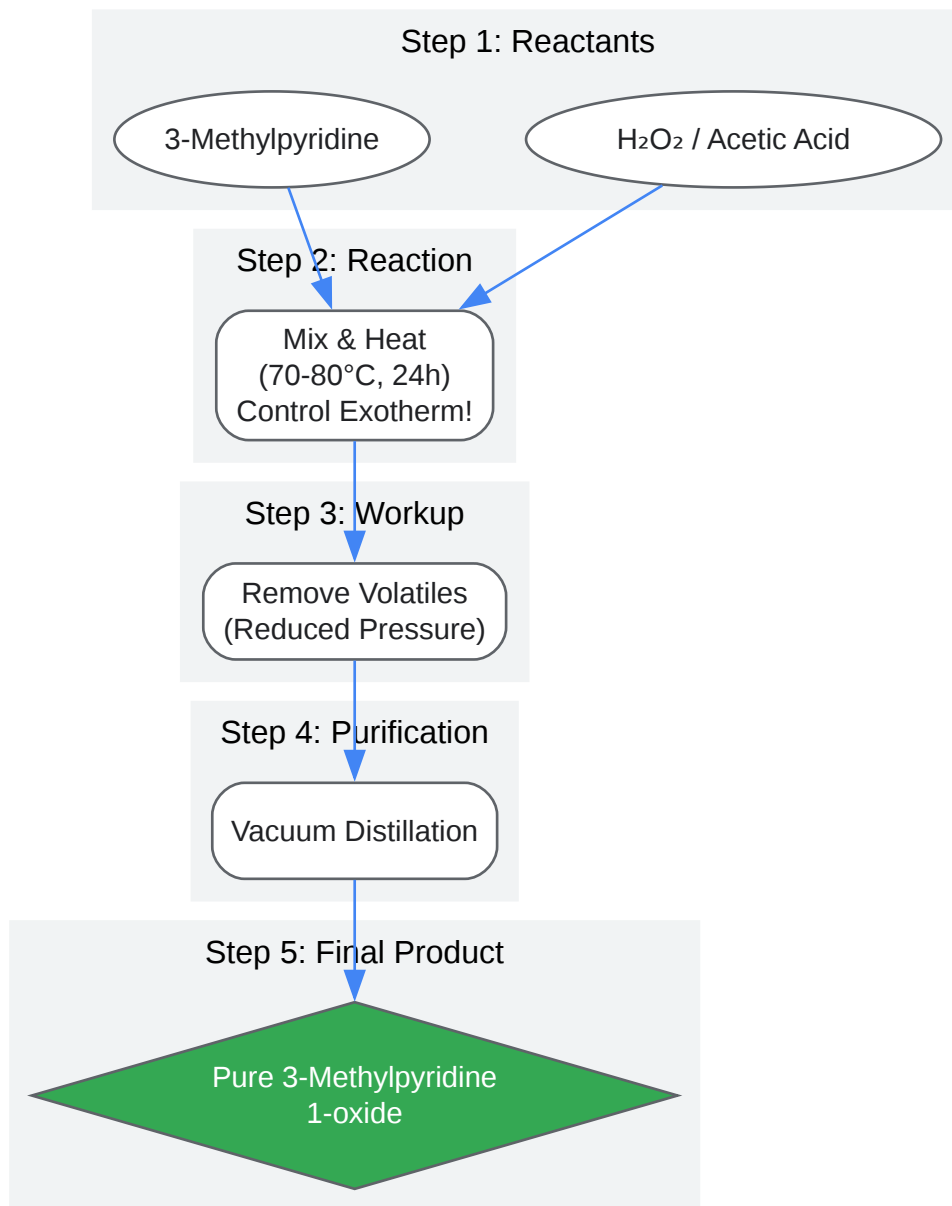 Step 1: Reactants
3-Methylpyridine
H₂O₂ / Acetic Acid
Step 2: Reaction
Mix & Heat
(70-80°C, 24h)
Control Exotherm!
Step 3: Workup
Remove Volatiles
(Reduced Pressure)
Step 4: Purification
Vacuum Distillation
Step 5: Final Product
Pure 3-Methylpyridine
1-oxide